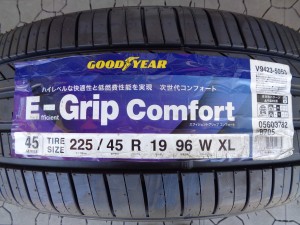 GOODYEAR
ハイレベルな快適性と低燃費性能を実現 次世代コンフォート
E-Grip Comfort
Efficient
45
SERIES
TIRE SIZE
225 / 45 R 19 96 W XL
05603782